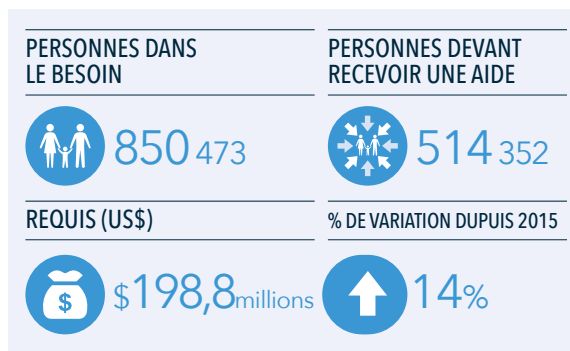 PERSONNES DANS
LE BESOIN
850 473
PERSONNES DEVANT
RECEVOIR UNE AIDE
514 352
REQUIS (US$)
$
$198,8millions
% DE VARIATION DUPUIS 2015
14%